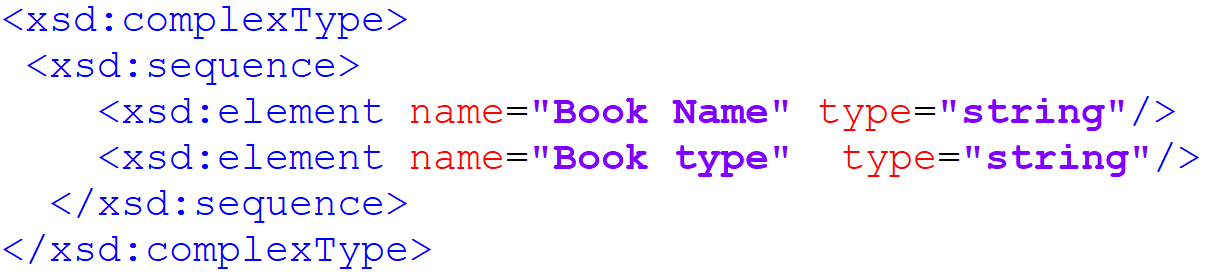 <xsd:complexType>
<xsd:sequence>
<xsd:element name="Book Name" type="string"/>
<xsd:element name="Book type" type="string"/>
</xsd:sequence>
</xsd:complexType>